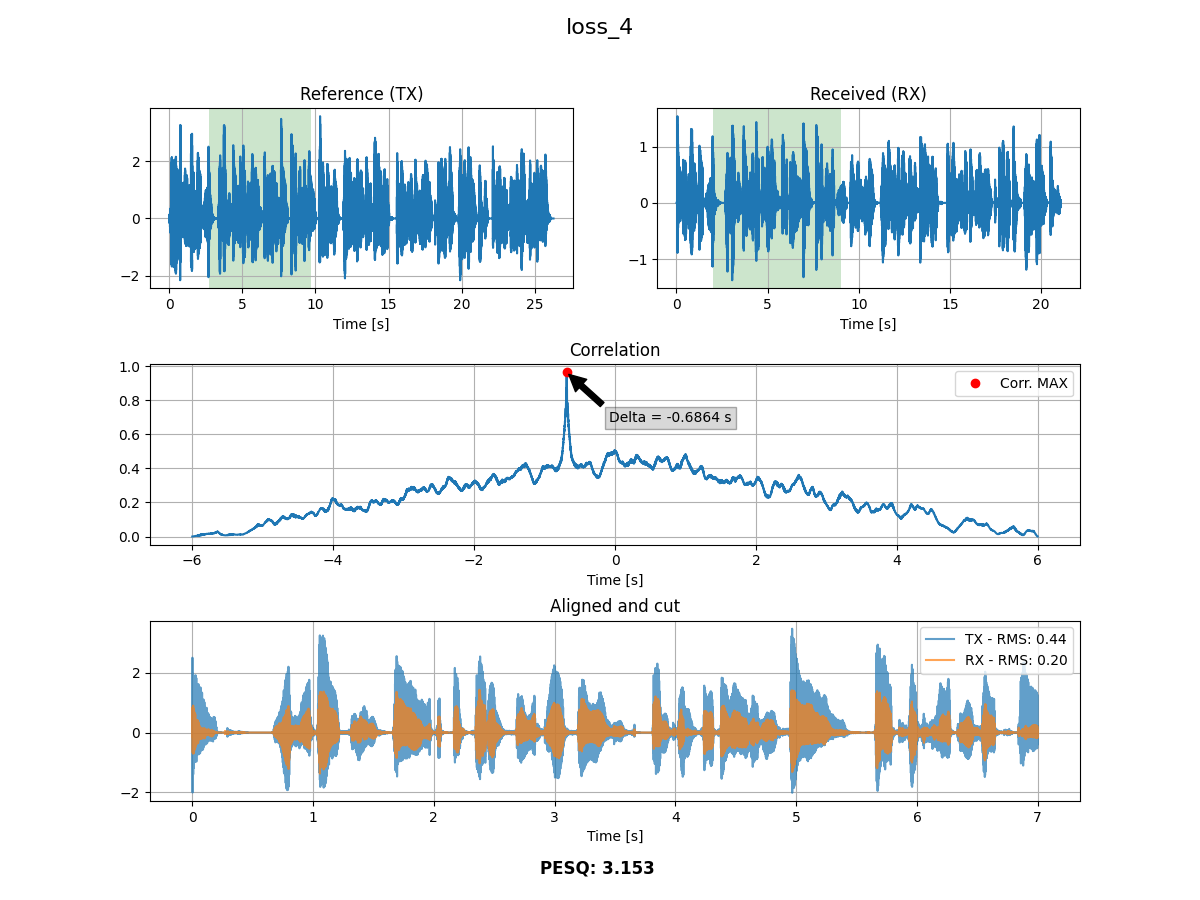 loss_4
Reference (TX)
Received (RX)
2
0
−2
0 5 10 15 20 25
Time [s]
1
0
−1
0 5 10 15 20
Time [s]
Correlation
1.0
0.8
0.6
0.4
0.2
0.0
Corr. MAX
Delta = -0.6864 s
−6 −4 −2 0 2 4 6
Time [s]
Aligned and cut
2
0
−2
TX - RMS: 0.44
RX - RMS: 0.20
0 1 2 3 4 5 6 7
Time [s]
PESQ: 3.153